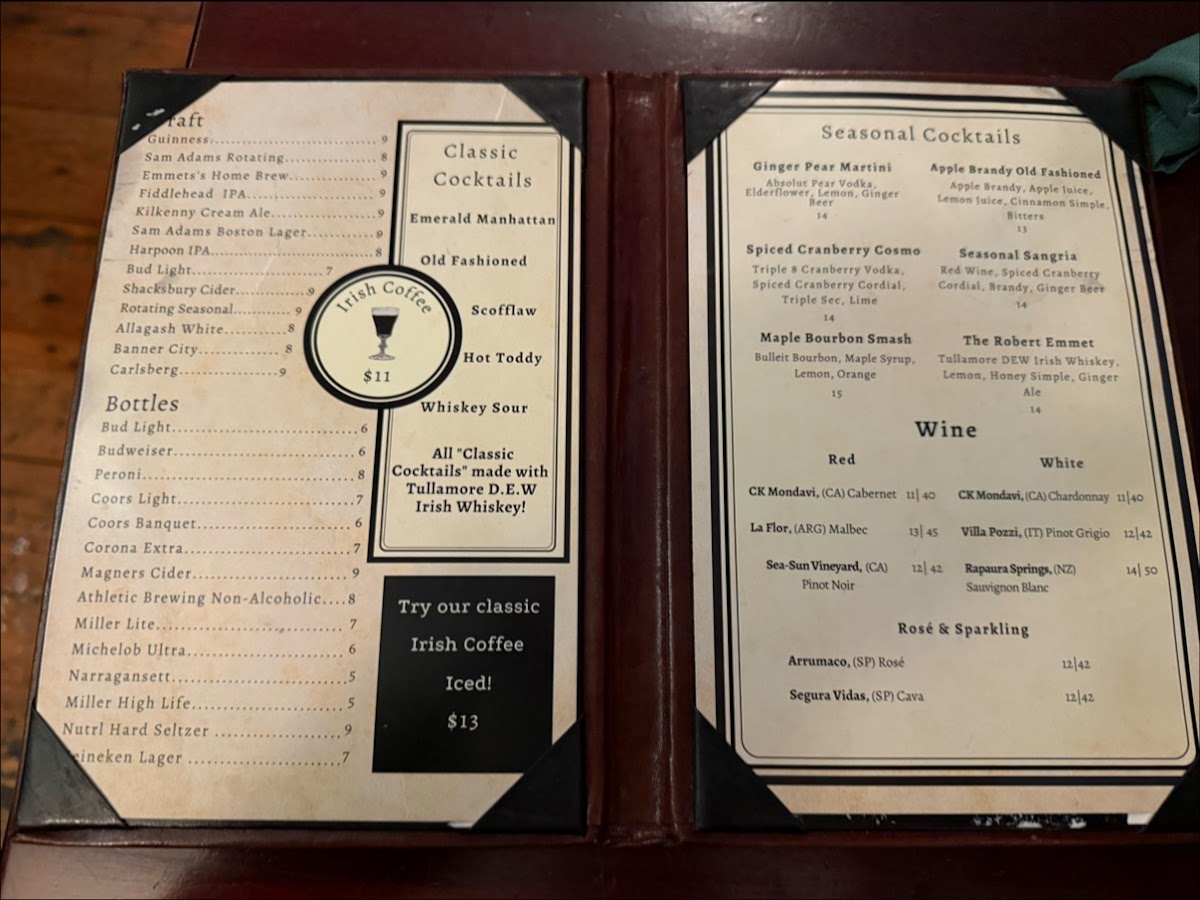 raft
Guinness.............................. 9
Sam Adams Rotating.................... 8
Emmets's Home Brew.................... 9
Fiddlehead IPA........................ 9
Kilkenny Cream Ale.................... 9
Sam Adams Boston Lager................ 9
Harpoon IPA........................... 8
Bud Light...................... 7
Shacksbury Cider............... 9
Rotating Seasonal.............. 9
Allagash White............ 8
Banner City............... 8
Carlsberg................. 9
Bottles
Bud Light.............................. 6
Budweiser.............................. 6
Peroni................................. 8
Coors Light............................ 7
Coors Banquet.......................... 6
Corona Extra........................... 7
Magners Cider.......................... 9
Athletic Brewing Non-Alcoholic....8
Miller Lite............................ 7
Michelob Ultra......................... 6
Narragansett........................... 5
Miller High Life....................... 5
Nutrl Hard Seltzer .................... 9
eineken Lager ......................... 7
Irish Coffee
$11
Classic
Cocktails
Emerald Manhattan
Old Fashioned
Scofflaw
Hot Toddy
Whiskey Sour
All "Classic
Cocktails" made with
Tullamore D.E.W
Irish Whiskey!
Try our classic
Irish Coffee
Iced!
$13
Seasonal Cocktails
Ginger Pear Martini
Absolut Pear Vodka,
Elderflower, Lemon, Ginger
Beer
14
Apple Brandy Old Fashioned
Apple Brandy, Apple Juice,
Lemon Juice, Cinnamon Simple,
Bitters
13
Spiced Cranberry Cosmo
Triple 8 Cranberry Vodka,
Spiced Cranberry Cordial,
Triple Sec, Lime
14
Seasonal Sangria
Red Wine, Spiced Cranberry
Cordial, Brandy, Ginger Beer
14
Maple Bourbon Smash
Bulleit Bourbon, Maple Syrup,
Lemon, Orange
15
The Robert Emmet
Tullamore DEW Irish Whiskey,
Lemon, Honey Simple, Ginger
Ale
14
Wine
Red
CK Mondavi, (CA) Cabernet 11| 40
La Flor, (ARG) Malbec 13| 45
Sea-Sun Vineyard, (CA) 12| 42
Pinot Noir
White
CK Mondavi, (CA) Chardonnay 11|40
Villa Pozzi, (IT) Pinot Grigio 12|42
Rapaura Springs, (NZ) 14| 50
Sauvignon Blanc
Rosé & Sparkling
Arrumaco, (SP) Rosé 12|42
Segura Vidas, (SP) Cava 12|42